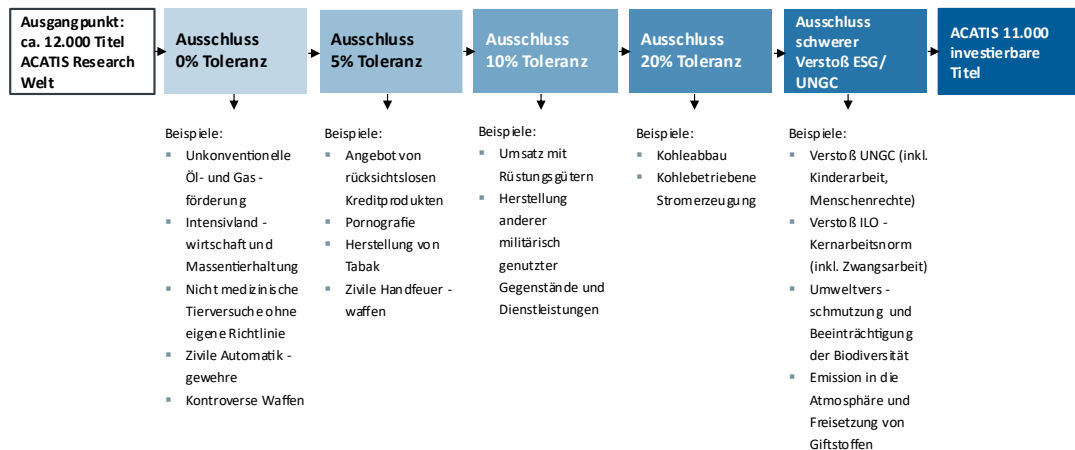 Ausgangpunkt:
ca. 12.000 Titel
ACATIS Research
Welt
Ausschluss
0% Toleranz
Ausschluss
5% Toleranz
Ausschluss
10% Toleranz
Ausschluss
20% Toleranz
Ausschluss
schwerer
Verstoß ESG/
UNGC
ACATIS 11.000
investierbare
Titel
Beispiele:
▪ Unkonventionelle
Öl- und Gas -
förderung
▪ Intensivland -
wirtschaft und
Massentierhaltung
▪ Nicht medizinische
Tierversuche ohne
eigene Richtlinie
▪ Zivile Automatik -
gewehre
▪ Kontroverse Waffen
Beispiele:
▪ Angebot von
rücksichtslosen
Kreditprodukten
▪ Pornografie
▪ Herstellung von
Tabak
▪ Zivile Handfeuer -
waffen
Beispiele:
▪ Umsatz mit
Rüstungsgütern
▪ Herstellung
anderer
militärisch
genutzter
Gegenstände und
Dienstleistungen
Beispiele:
▪ Kohleabbau
▪ Kohlebetriebene
Stromerzeugung
Beispiele:
▪ Verstoß UNGC (inkl.
Kinderarbeit,
Menschenrechte)
▪ Verstoß ILO -
Kernarbeitsnorm
(inkl. Zwangsarbeit)
▪ Umweltvers -
schmutzung und
Beeinträchtigung
der Biodiversität
▪ Emission in die
Atmosphäre und
Freisetzung von
Giftstoffen